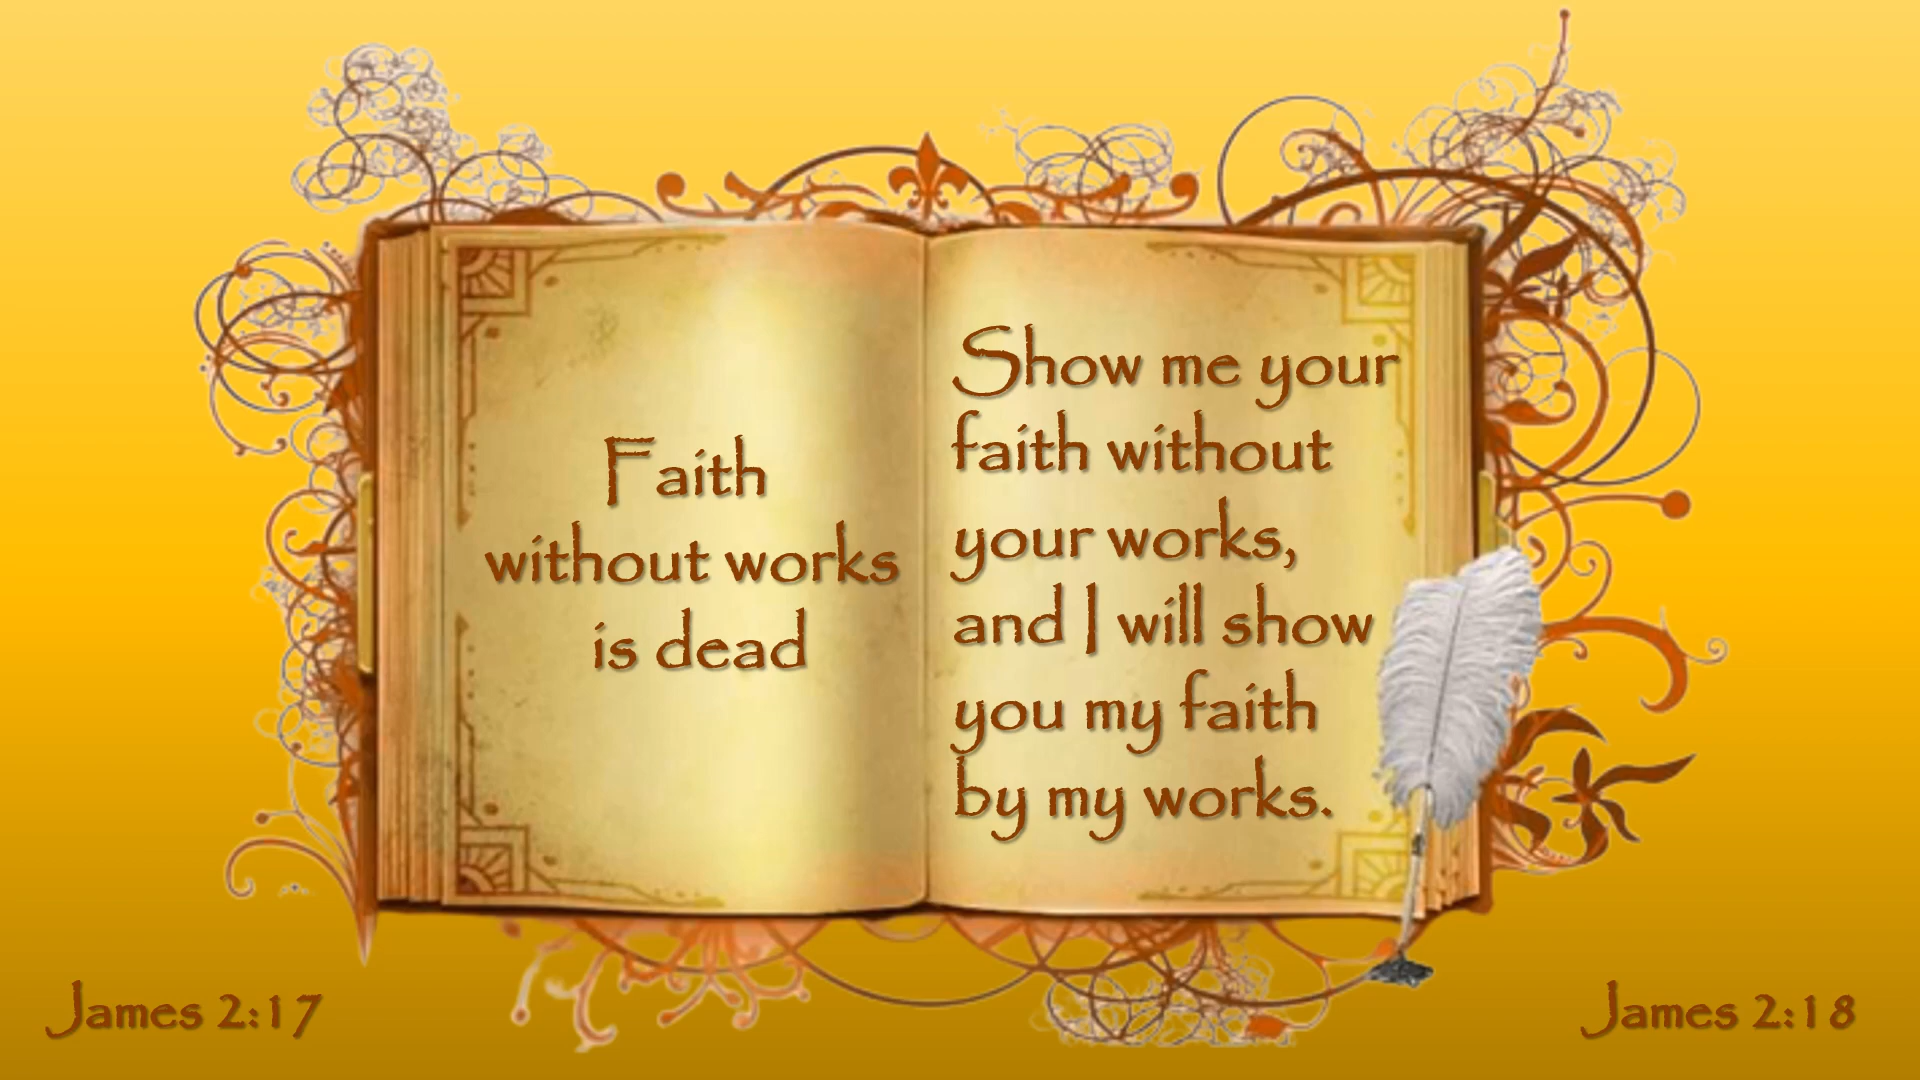 Faith
without works
is dead
Show me your
faith without
your works,
and I will show
you my faith
by my works.
James 2:17
James 2:18